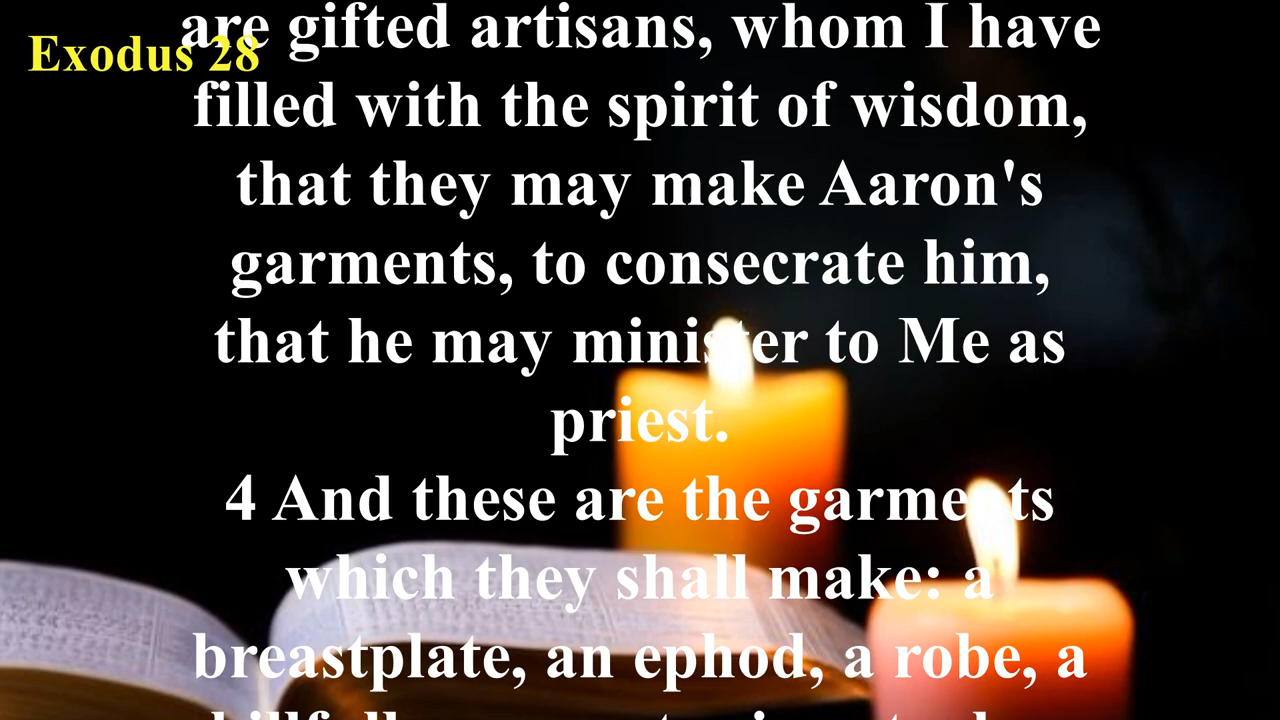 are gifted artisans, whom I have
Exodus 28
filled with the spirit of wisdom,
that they may make Aaron's
garments, to consecrate him,
that he may minister to Me as
priest.
4 And these are the garments
which they shall make: a
breastplate, an ephod, a robe, a